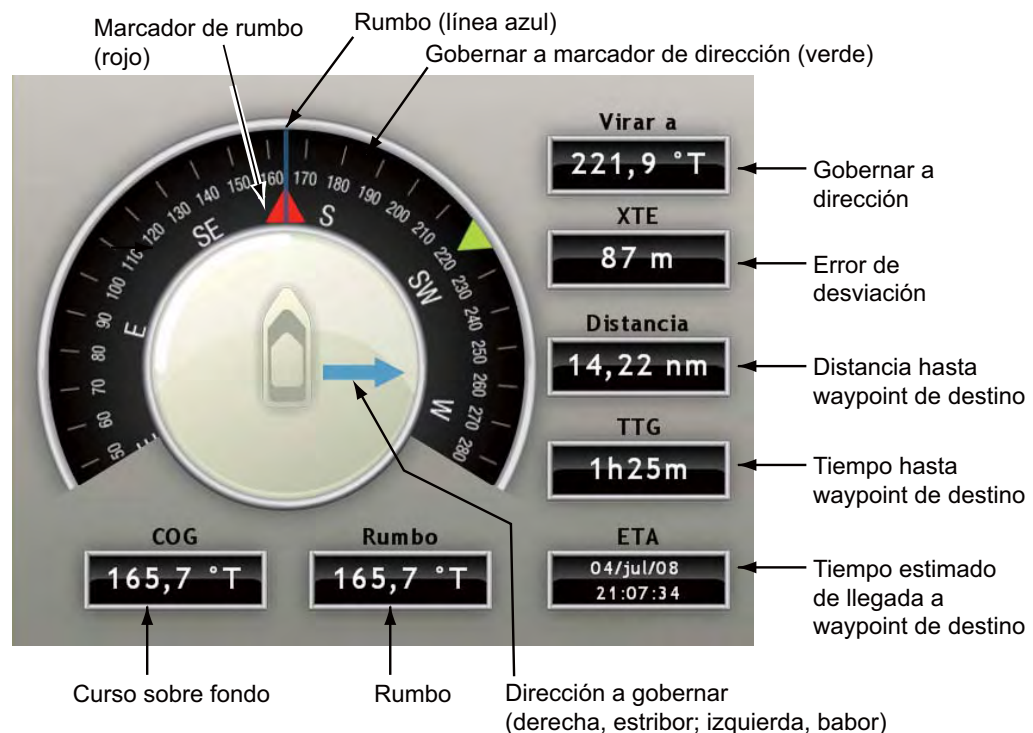 Marcador de rumbo
(rojo)
Rumbo (línea azul)
Gobernar a marcador de dirección (verde)
50
E
60
70
80
90
100
110
120
130
140
150
160
170
180
190
200
210
220
230
240
250
260
270
280
E
SE
S
SW
W
Virar a
221,9 °T
Gobernar a
dirección
XTE
87 m
Error de
desviación
Distancia
14,22 nm
Distancia hasta
waypoint de destino
TTG
1h25m
Tiempo hasta
waypoint de destino
COG
165,7 °T
Rumbo
165,7 °T
ETA
04/jul/08
21:07:34
Tiempo estimado
de llegada a
waypoint de destino
Curso sobre fondo
Rumbo
Dirección a gobernar
(derecha, estribor; izquierda, babor)